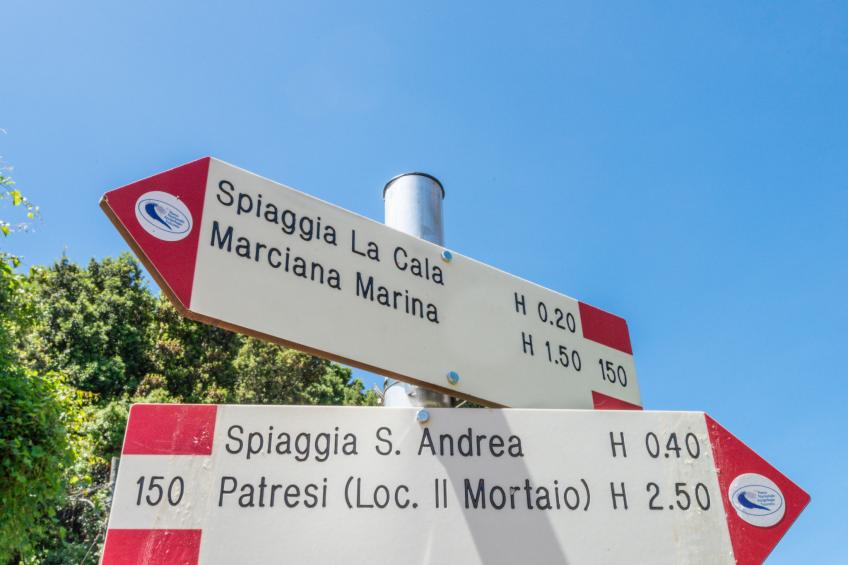 Spiaggia La Cala H 0.20
Marciana Marina H 1.50 150
Spiaggia S. Andrea H 0.40
150 Patresi (Loc. Il Mortaio) H 2.50